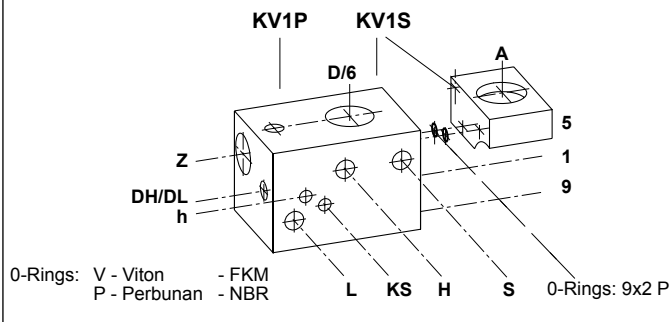 KV1P KV1S
A
D/6
5
Z
1
DH/DL
9
h
0-Rings: V - Viton - FKM
P - Perbunan - NBR
L KS H S 0-Rings: 9x2 P